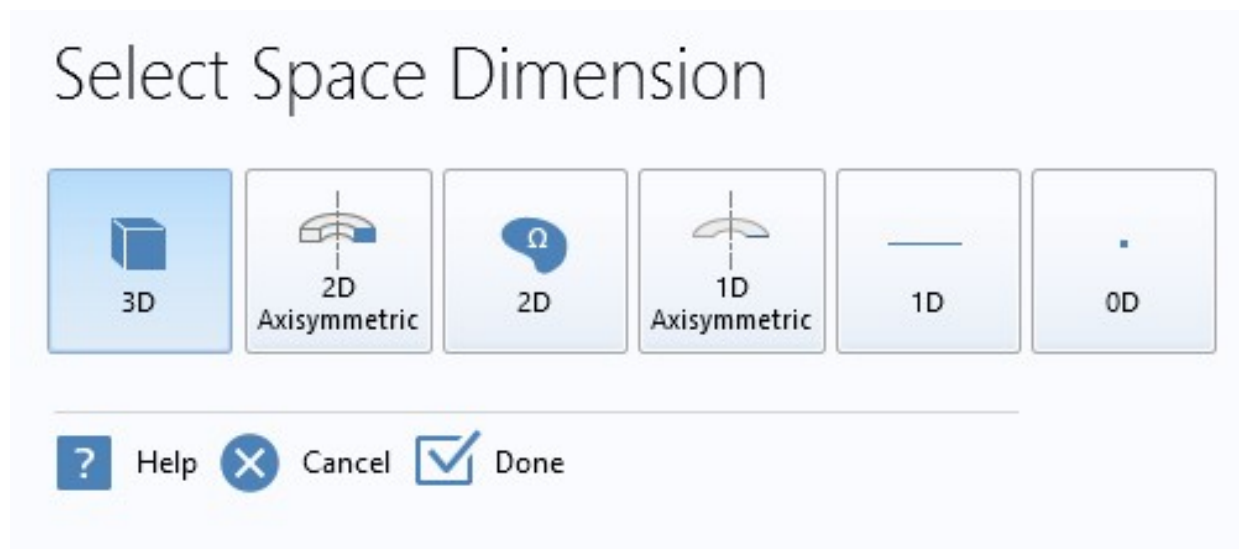 Select Space Dimension
3D
2D
Axisymmetric
Ω
2D
1D
Axisymmetric
1D
0D
? Help Cancel Done